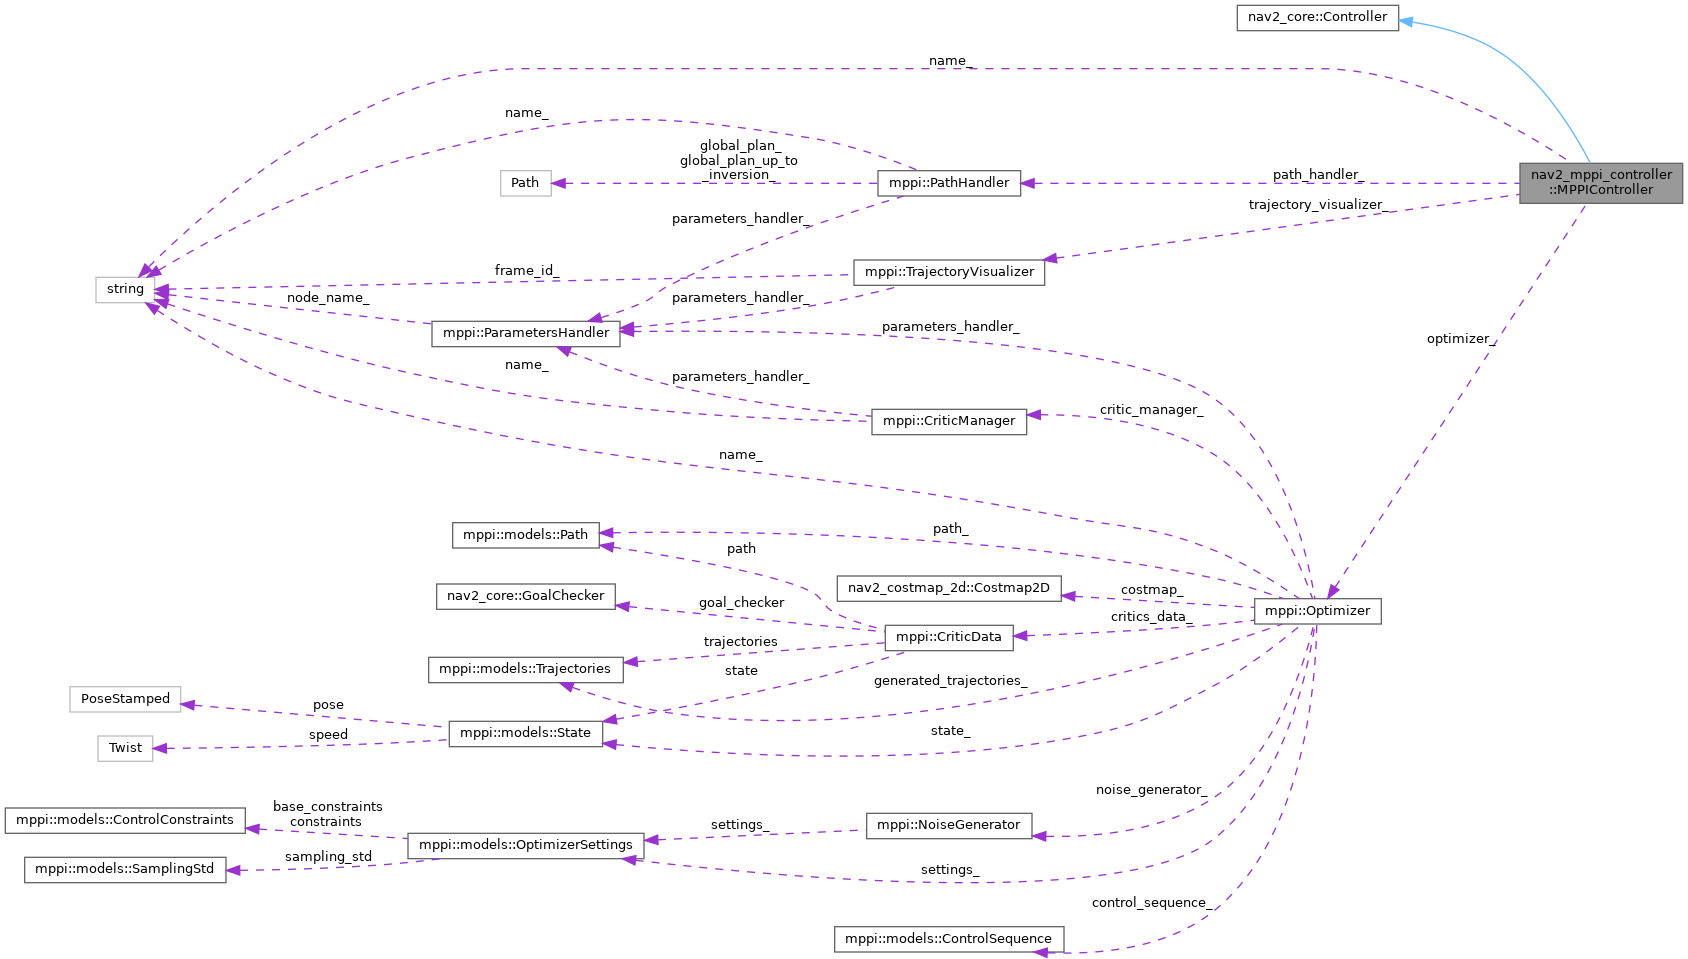 nav2_core::Controller
name_
name_
global_plan_
global_plan_up_to
_inversion_
Path
mppi::PathHandler
path_handler_
nav2_mppi_controller
::MPPIController
trajectory_visualizer_
parameters_handler_
frame_id_
mppi::TrajectoryVisualizer
string
node_name_
parameters_handler_
mppi::ParametersHandler
parameters_handler_
optimizer_
name_
parameters_handler_
critic_manager_
mppi::CriticManager
name_
mppi::models::Path
path_
path
nav2_core::GoalChecker
goal_checker
nav2_costmap_2d::Costmap2D
costmap_
mppi::Optimizer
critics_data_
mppi::CriticData
trajectories
mppi::models::Trajectories
state
generated_trajectories_
PoseStamped
pose
mppi::models::State
state_
Twist
speed
noise_generator_
base_constraints
constraints
mppi::models::ControlConstraints
settings_
mppi::NoiseGenerator
mppi::models::OptimizerSettings
sampling_std
mppi::models::SamplingStd
settings_
control_sequence_
mppi::models::ControlSequence